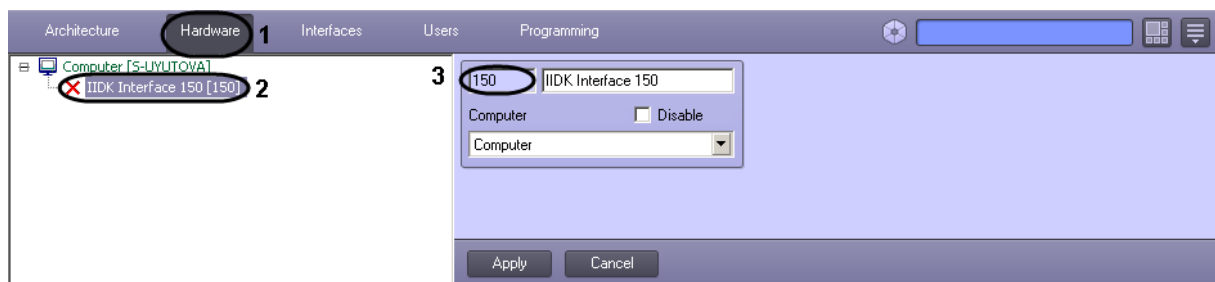 Architecture Hardware 1 Interfaces Users Programming
Computer [S-UYUTOVA]
IIDK Interface 150 [150] 2
3 150 IIDK Interface 150
Computer Disable
Computer
Apply Cancel